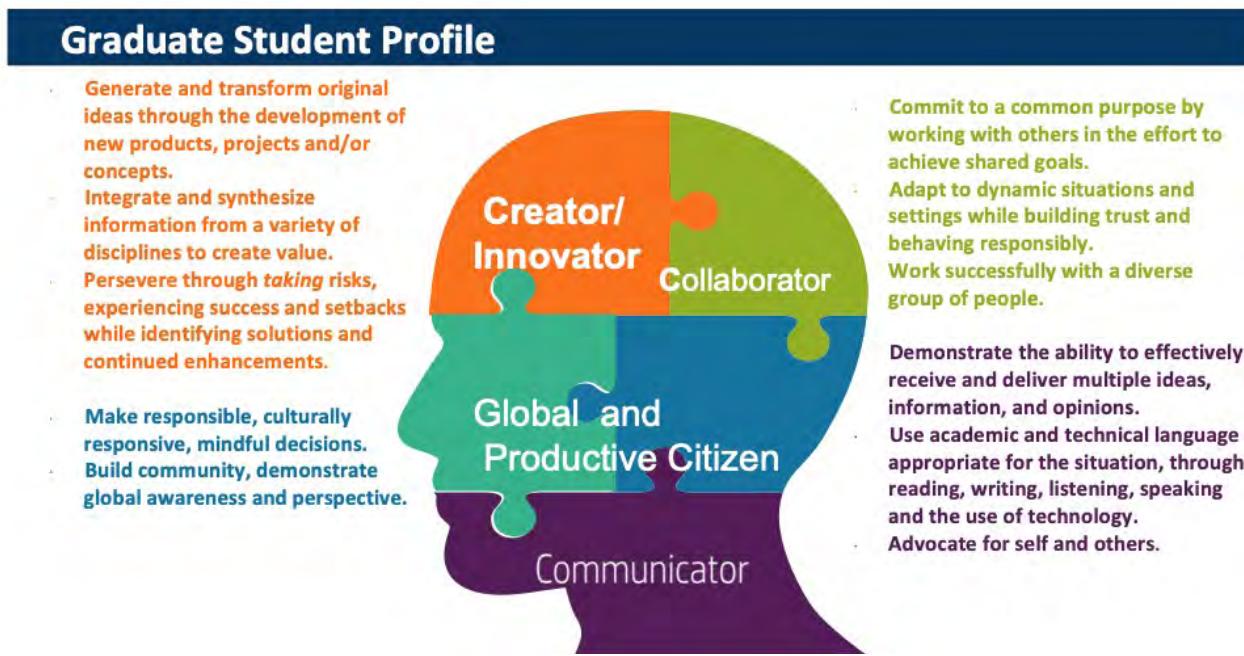 Graduate Student Profile
Generate and transform original
ideas through the development of
new products, projects and/or
concepts.
Integrate and synthesize
information from a variety of
disciplines to create value.
Persevere through taking risks,
experiencing success and setbacks
while identifying solutions and
continued enhancements.
Make responsible, culturally
responsive, mindful decisions.
Build community, demonstrate
global awareness and perspective.
Creator/
Innovator
Collaborator
Global and
Productive Citizen
Communicator
Commit to a common purpose by
working with others in the effort to
achieve shared goals.
Adapt to dynamic situations and
settings while building trust and
behaving responsibly.
Work successfully with a diverse
group of people.
Demonstrate the ability to effectively
receive and deliver multiple ideas,
information, and opinions.
Use academic and technical language
appropriate for the situation, through
reading, writing, listening, speaking
and the use of technology.
Advocate for self and others.